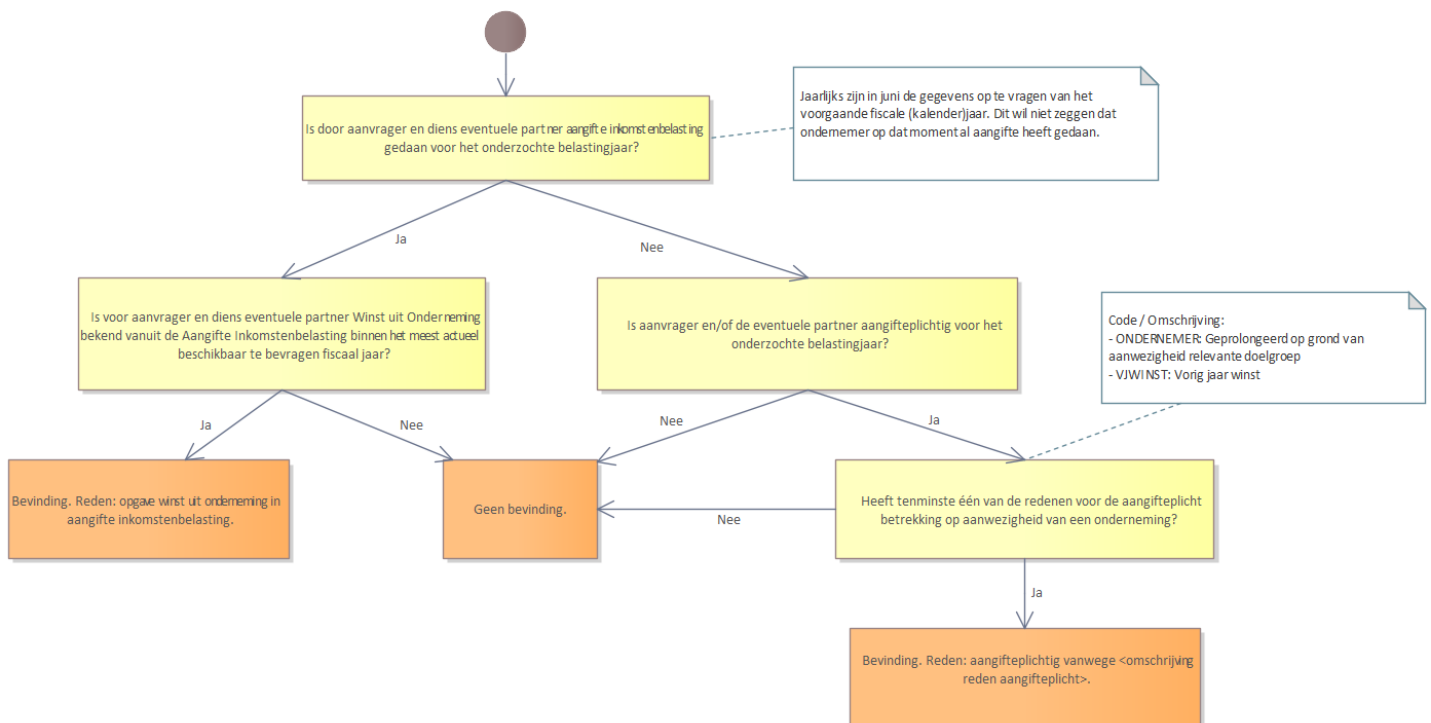 Is door aanvrager en diens eventuele partner aangifte inkomstenbelasting
gedaan voor het onderzochte belastingjaar?
Jaarlijks zijn in juni de gegevens op te vragen van het
voorgaande fiscale (kalender)jaar. Dit wil niet zeggen dat
ondernemer op dat moment al aangifte heeft gedaan.
Ja
Nee
Is voor aanvrager en diens eventuele partner Winst uit Onderneming
bekend vanuit de Aangifte Inkomstenbelasting binnen het meest actueel
beschikbaar te bevragen fiscaal jaar?
Is aanvrager en/of de eventuele partner aangifteplichtig voor het
onderzochte belastingjaar?
Code / Omschrijving:
- ONDERNEMER: Geprolongeerd op grond van
aanwezigheid relevante doelgroep
- VJWINST: Vorig jaar winst
Ja
Nee
Nee
Ja
Bevinding. Reden: opgave winst uit onderneming in
aangifte inkomstenbelasting.
Geen bevinding.
Heeft tenminste één van de redenen voor de aangifteplicht
betrekking op aanwezigheid van een onderneming?
Nee
Ja
Bevinding. Reden: aangifteplichtig vanwege <omschrijving
reden aangifteplicht>.